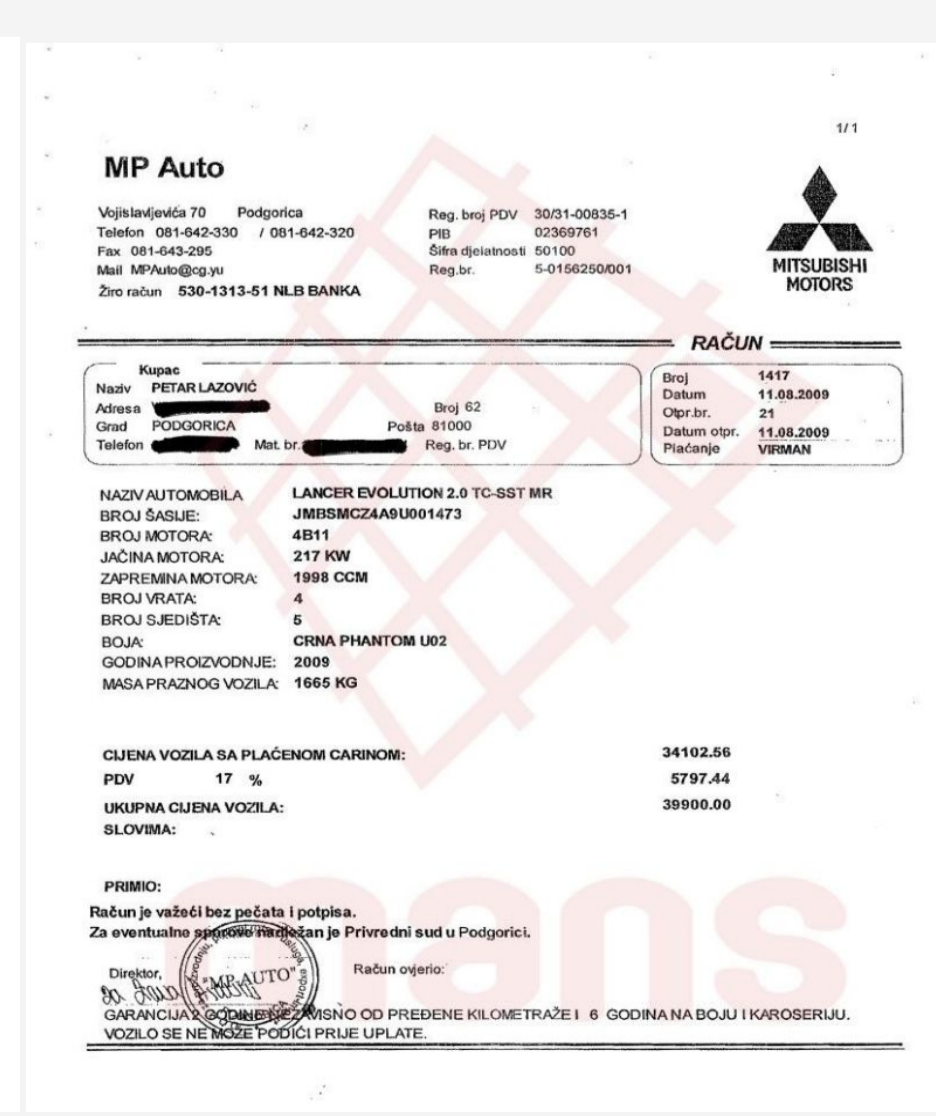 1/1
MP Auto
Vojislavljevića 70 Podgorica
Telefon 081-642-330 / 081-642-320
Fax 081-643-295
Mail MPAuto@cg.yu
Žiro račun 530-1313-51 NLB BANKA
Reg. broj PDV 30/31-00835-1
PIB 02369761
Šifra djelatnosti 50100
Reg.br. 5-0156250/001
MITSUBISHI
MOTORS
RAČUN
Kupac
Naziv PETAR LAZOVIĆ
Adresa Broj 62
Grad PODGORICA Pošta 81000
Telefon Mat. br. Reg. br. PDV
Broj 1417
Datum 11.08.2009
Otpr.br. 21
Datum otpr. 11.08.2009
Plaćanje VIRMAN
NAZIV AUTOMOBILA LANCER EVOLUTION 2.0 TC-SST MR
BROJ ŠASIJE: JMBSMCZ4A9U001473
BROJ MOTORA: 4B11
JAČINA MOTORA: 217 KW
ZAPREMINA MOTORA: 1998 CCM
BROJ VRATA: 4
BROJ SJEDIŠTA: 5
BOJA: CRNA PHANTOM U02
GODINA PROIZVODNJE: 2009
MASA PRAZNOG VOZILA: 1665 KG
CIJENA VOZILA SA PLAĆENOM CARINOM: 34102.56
PDV 17 % 5797.44
UKUPNA CIJENA VOZILA: 39900.00
SLOVIMA:
PRIMIO:
Račun je važeći bez pečata i potpisa.
Za eventualne sporove nadležan je Privredni sud u Podgorici.
Direktor, Račun ovjerio:
"MP AUTO"
GARANCIJA 2 GODINE NEZAVISNO OD PREĐENE KILOMETRAŽE I 6 GODINA NA BOJU I KAROSERIJU.
VOZILO SE NE MOŽE PODIĆI PRIJE UPLATE.
mans